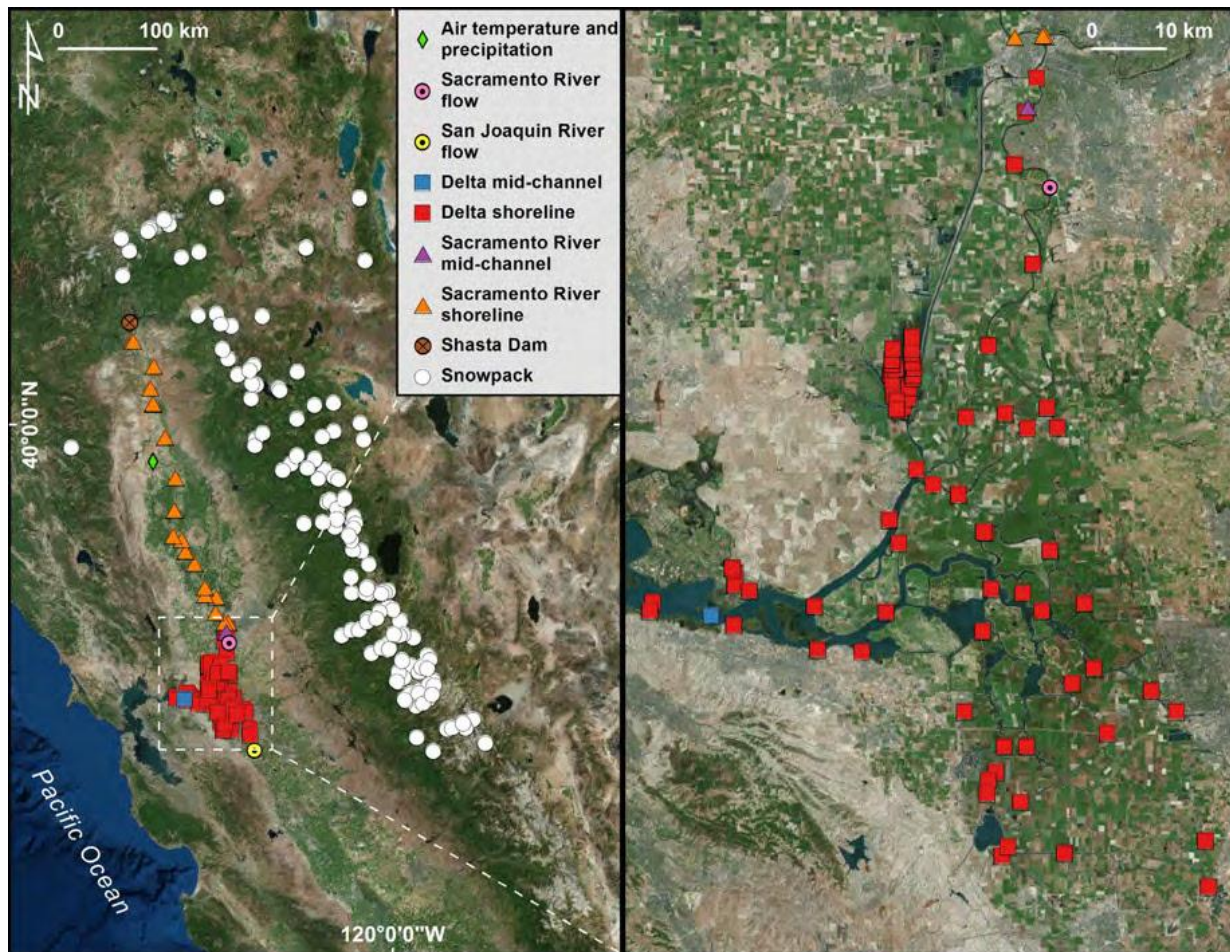 0 100 km
N
Air temperature and
precipitation
Sacramento River
flow
San Joaquin River
flow
Delta mid-channel
Delta shoreline
Sacramento River
mid-channel
Sacramento River
shoreline
Shasta Dam
Snowpack
0 10 km
40°0'0"N
Pacific Ocean
120°0'0"W